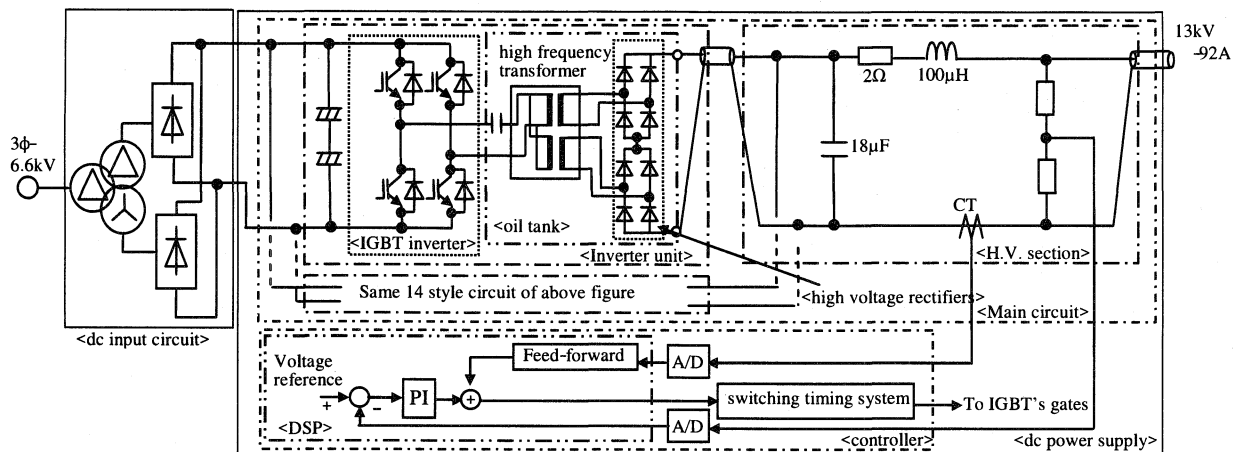 3ϕ-
6.6kV
<dc input circuit>
<IGBT inverter>
high frequency
transformer
<oil tank>
<Inverter unit>
Same 14 style circuit of above figure
2Ω
100µH
18µF
CT
13kV
-92A
<H.V. section>
<high voltage rectifiers>
<Main circuit>
Voltage
reference
+
-
PI
+
Feed-forward
A/D
A/D
switching timing system
To IGBT's gates
<DSP>
<controller>
<dc power supply>